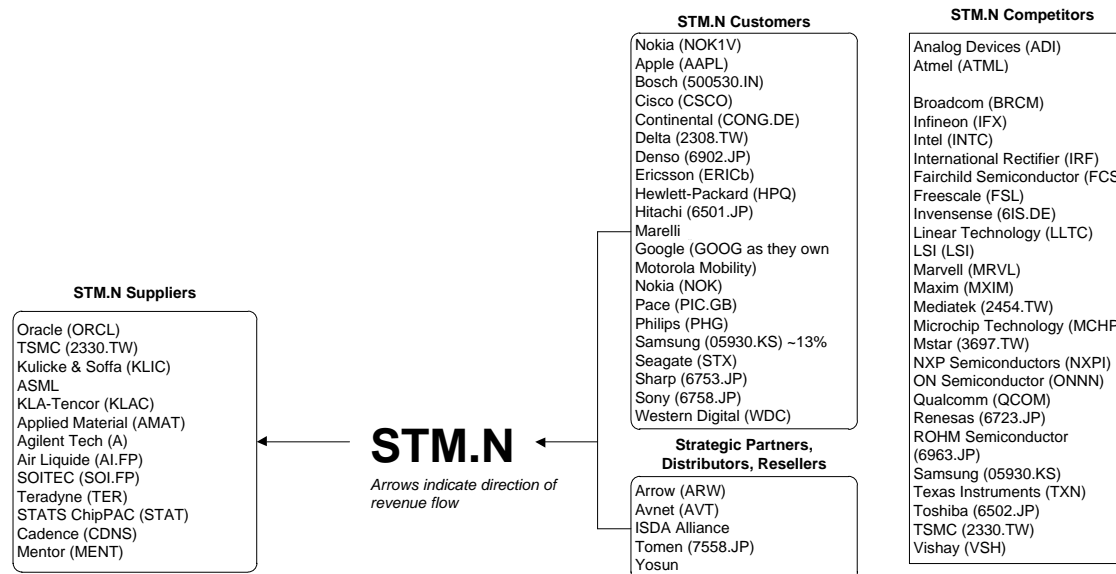 STM.N Customers
Nokia (NOK1V)
Apple (AAPL)
Bosch (500530.IN)
Cisco (CSCO)
Continental (CONG.DE)
Delta (2308.TW)
Denso (6902.JP)
Ericsson (ERICb)
Hewlett-Packard (HPQ)
Hitachi (6501.JP)
Marelli
Google (GOOG as they own
Motorola Mobility)
Nokia (NOK)
Pace (PIC.GB)
Philips (PHG)
Samsung (05930.KS) ~13%
Seagate (STX)
Sharp (6753.JP)
Sony (6758.JP)
Western Digital (WDC)
STM.N Competitors
Analog Devices (ADI)
Atmel (ATML)
Broadcom (BRCM)
Infineon (IFX)
Intel (INTC)
International Rectifier (IRF)
Fairchild Semiconductor (FCS
Freescale (FSL)
Invensense (6IS.DE)
Linear Technology (LLTC)
LSI (LSI)
Marvell (MRVL)
Maxim (MXIM)
Mediatek (2454.TW)
Microchip Technology (MCHP
Mstar (3697.TW)
NXP Semiconductors (NXPI)
ON Semiconductor (ONNN)
Qualcomm (QCOM)
Renesas (6723.JP)
ROHM Semiconductor
(6963.JP)
Samsung (05930.KS)
Texas Instruments (TXN)
Toshiba (6502.JP)
TSMC (2330.TW)
Vishay (VSH)
STM.N Suppliers
Oracle (ORCL)
TSMC (2330.TW)
Kulicke & Soffa (KLIC)
ASML
KLA-Tencor (KLAC)
Applied Material (AMAT)
Agilent Tech (A)
Air Liquide (AI.FP)
SOITEC (SOI.FP)
Teradyne (TER)
STATS ChipPAC (STAT)
Cadence (CDNS)
Mentor (MENT)
STM.N
Arrows indicate direction of
revenue flow
Strategic Partners,
Distributors, Resellers
Arrow (ARW)
Avnet (AVT)
ISDA Alliance
Tomen (7558.JP)
Yosun